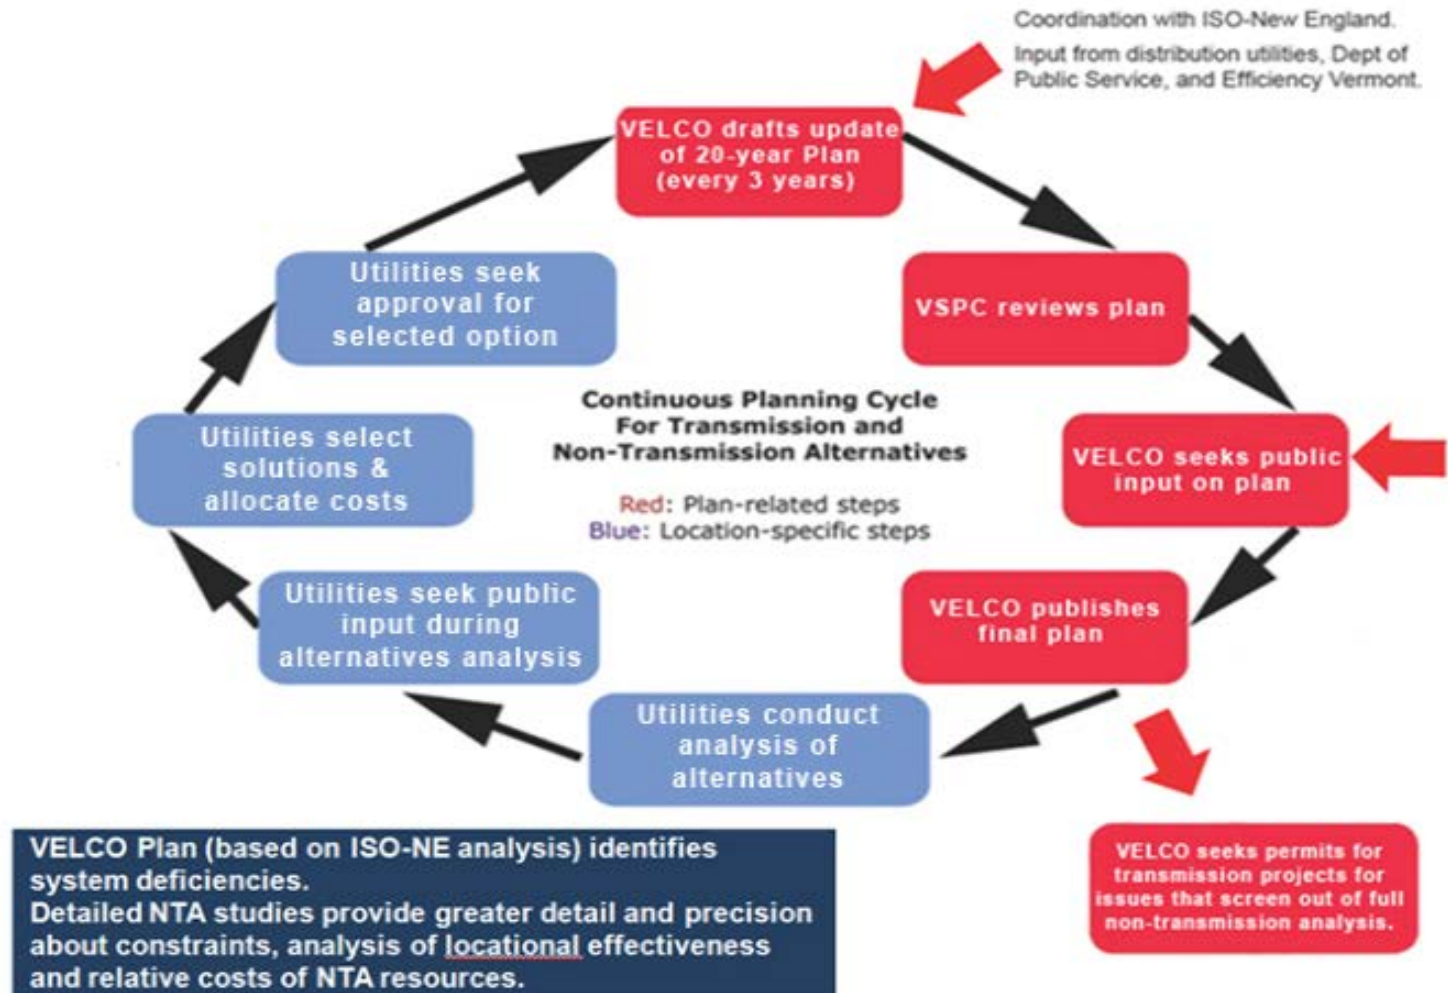 Coordination with ISO-New England.
Input from distribution utilities, Dept of
Public Service, and Efficiency Vermont.
VELCO drafts update
of 20-year Plan
(every 3 years)
VSPC reviews plan
VELCO seeks public
input on plan
VELCO publishes
final plan
VELCO seeks permits for
transmission projects for
issues that screen out of full
non-transmission analysis.
Utilities conduct
analysis of
alternatives
Utilities seek public
input during
alternatives analysis
Utilities select
solutions &
allocate costs
Utilities seek
approval for
selected option
Continuous Planning Cycle
For Transmission and
Non-Transmission Alternatives
Red: Plan-related steps
Blue: Location-specific steps
VELCO Plan (based on ISO-NE analysis) identifies
system deficiencies.
Detailed NTA studies provide greater detail and precision
about constraints, analysis of locational effectiveness
and relative costs of NTA resources.